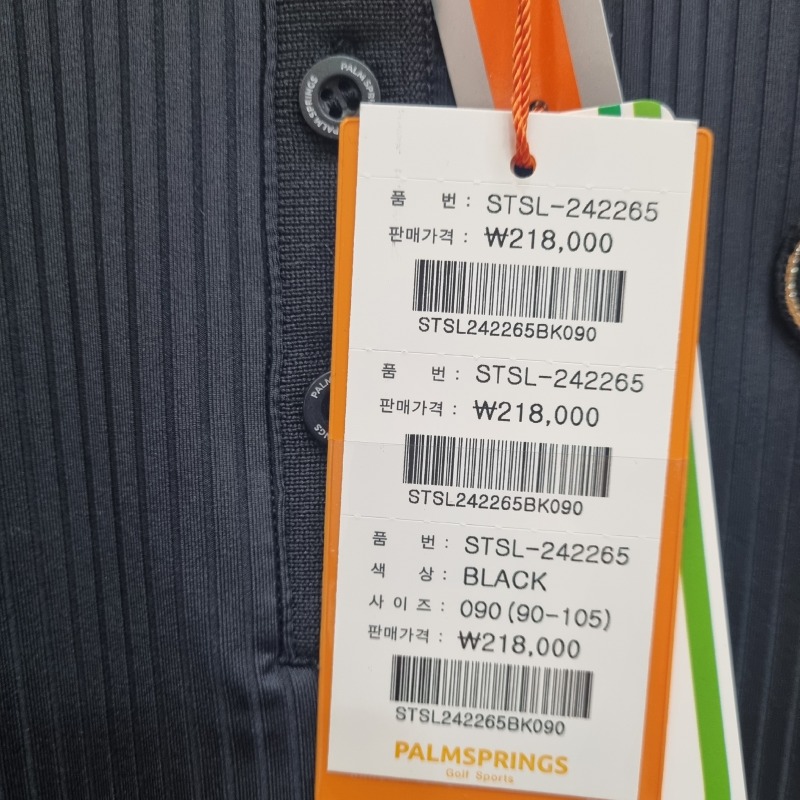 PALM SPRINGS
품 번 : STSL-242265
판매가격 : ₩218,000
STSL242265BK090
품 번 : STSL-242265
판매가격 : ₩218,000
STSL242265BK090
품 번 : STSL-242265
색 상 : BLACK
사 이 즈 : 090 (90-105)
판매가격 : ₩218,000
STSL242265BK090
PALMSPRINGS
Golf Sports